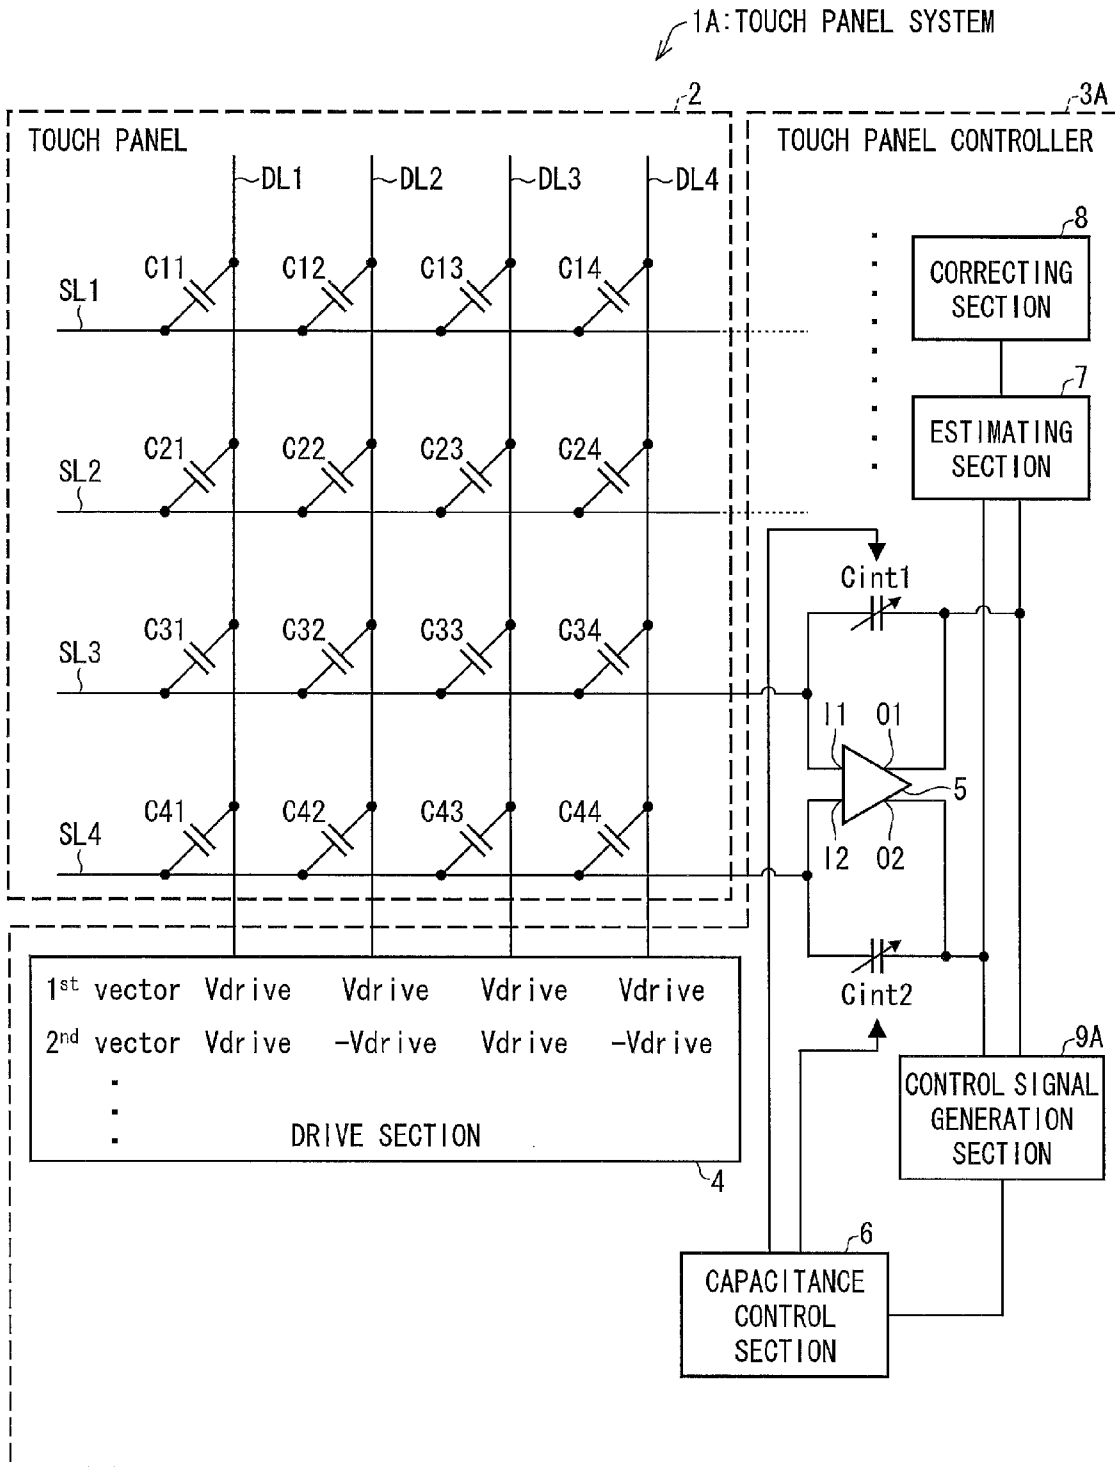 1A:TOUCH PANEL SYSTEM
2
3A
TOUCH PANEL
TOUCH PANEL CONTROLLER
DL1
DL2
DL3
DL4
8
CORRECTING
SECTION
C11
C12
C13
C14
SL1
7
ESTIMATING
SECTION
C21
C22
C23
C24
SL2
Cint1
C31
C32
C33
C34
SL3
I1
O1
5
C41
C42
C43
C44
SL4
I2
O2
1st vector Vdrive Vdrive Vdrive Vdrive
Cint2
2nd vector Vdrive -Vdrive Vdrive -Vdrive
9A
CONTROL SIGNAL
GENERATION
SECTION
DRIVE SECTION
4
6
CAPACITANCE
CONTROL
SECTION